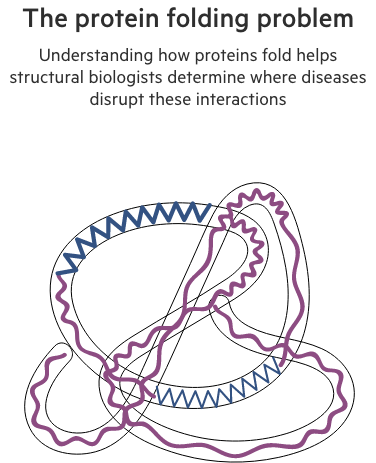 The protein folding problem
Understanding how proteins fold helps
structural biologists determine where diseases
disrupt these interactions